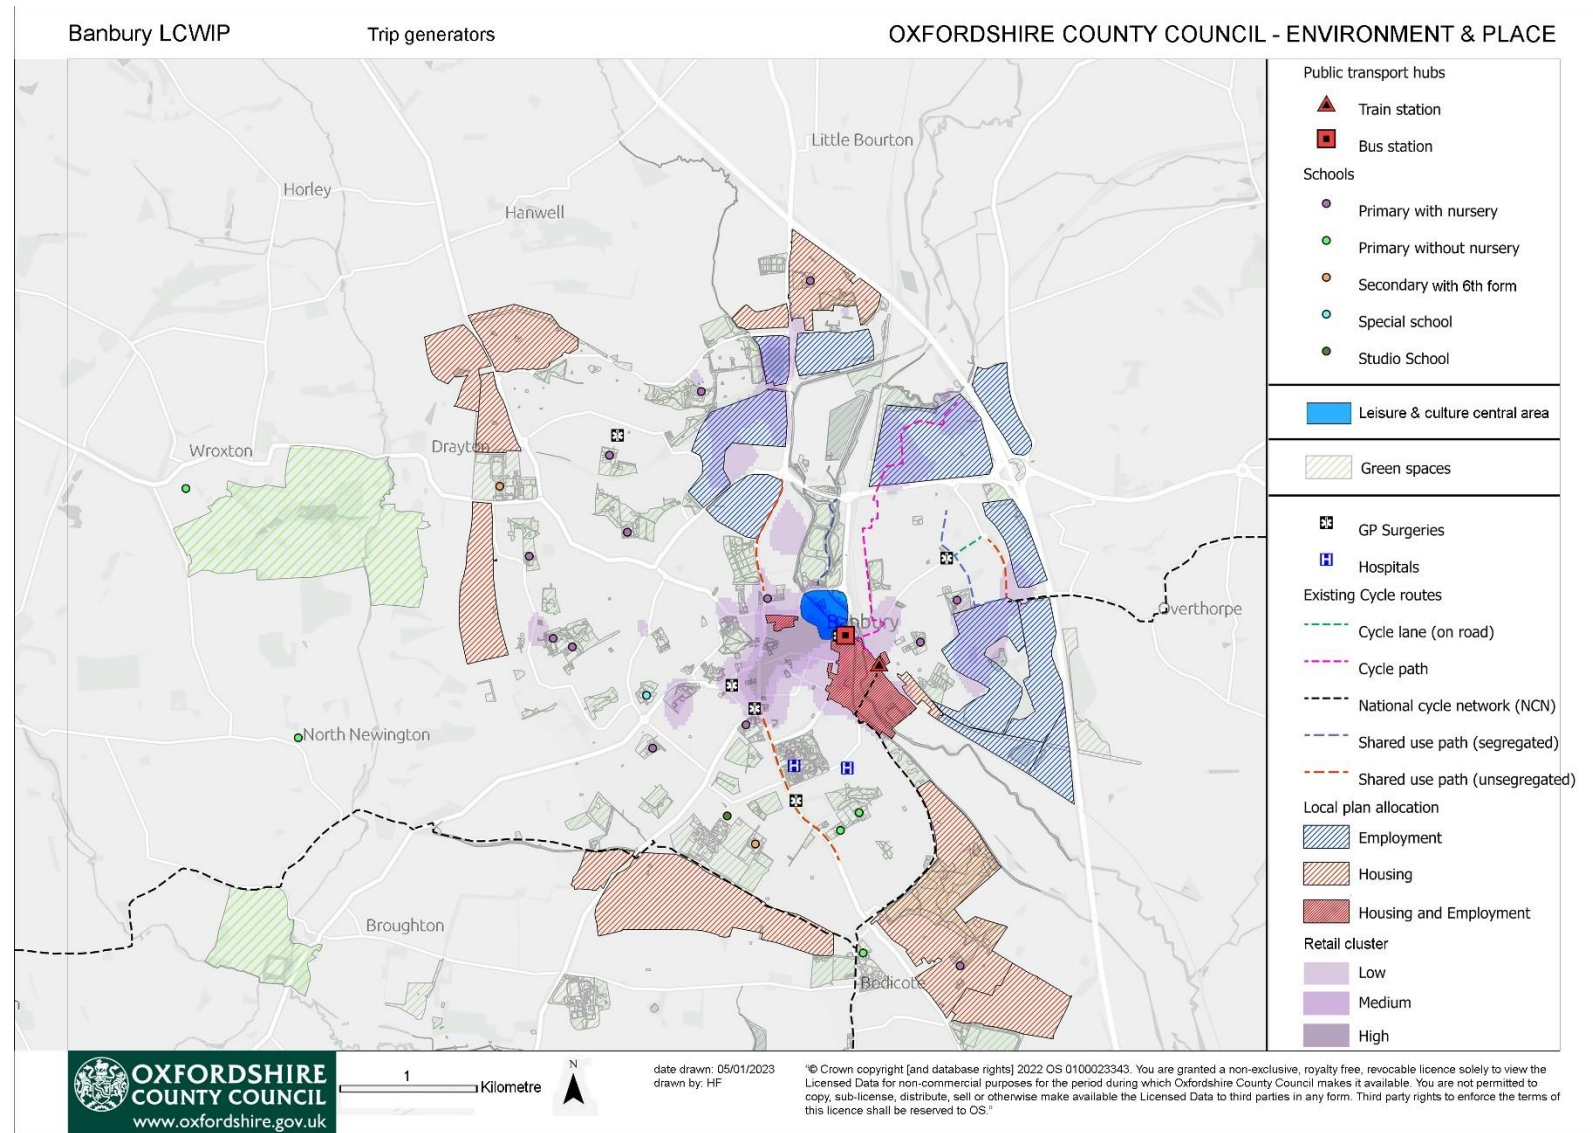 Banbury LCWIP
Trip generators
OXFORDSHIRE COUNTY COUNCIL - ENVIRONMENT & PLACE
Little Bourton
Horley
Hanwell
Wroxton
Drayton
Banbury
Overthorpe
North Newington
Broughton
Bodicote
Public transport hubs
Train station
Bus station
Schools
Primary with nursery
Primary without nursery
Secondary with 6th form
Special school
Studio School
Leisure & culture central area
Green spaces
GP Surgeries
H Hospitals
Existing Cycle routes
Cycle lane (on road)
Cycle path
National cycle network (NCN)
Shared use path (segregated)
Shared use path (unsegregated)
Local plan allocation
Employment
Housing
Housing and Employment
Retail cluster
Low
Medium
High
H
H
OXFORDSHIRE
COUNTY COUNCIL
www.oxfordshire.gov.uk
1
Kilometre
N
date drawn: 05/01/2023
drawn by: HF
"© Crown copyright [and database rights] 2022 OS 0100023343. You are granted a non-exclusive, royalty free, revocable licence solely to view the
Licensed Data for non-commercial purposes for the period during which Oxfordshire County Council makes it available. You are not permitted to
copy, sub-license, distribute, sell or otherwise make available the Licensed Data to third parties in any form. Third party rights to enforce the terms of
this licence shall be reserved to OS."